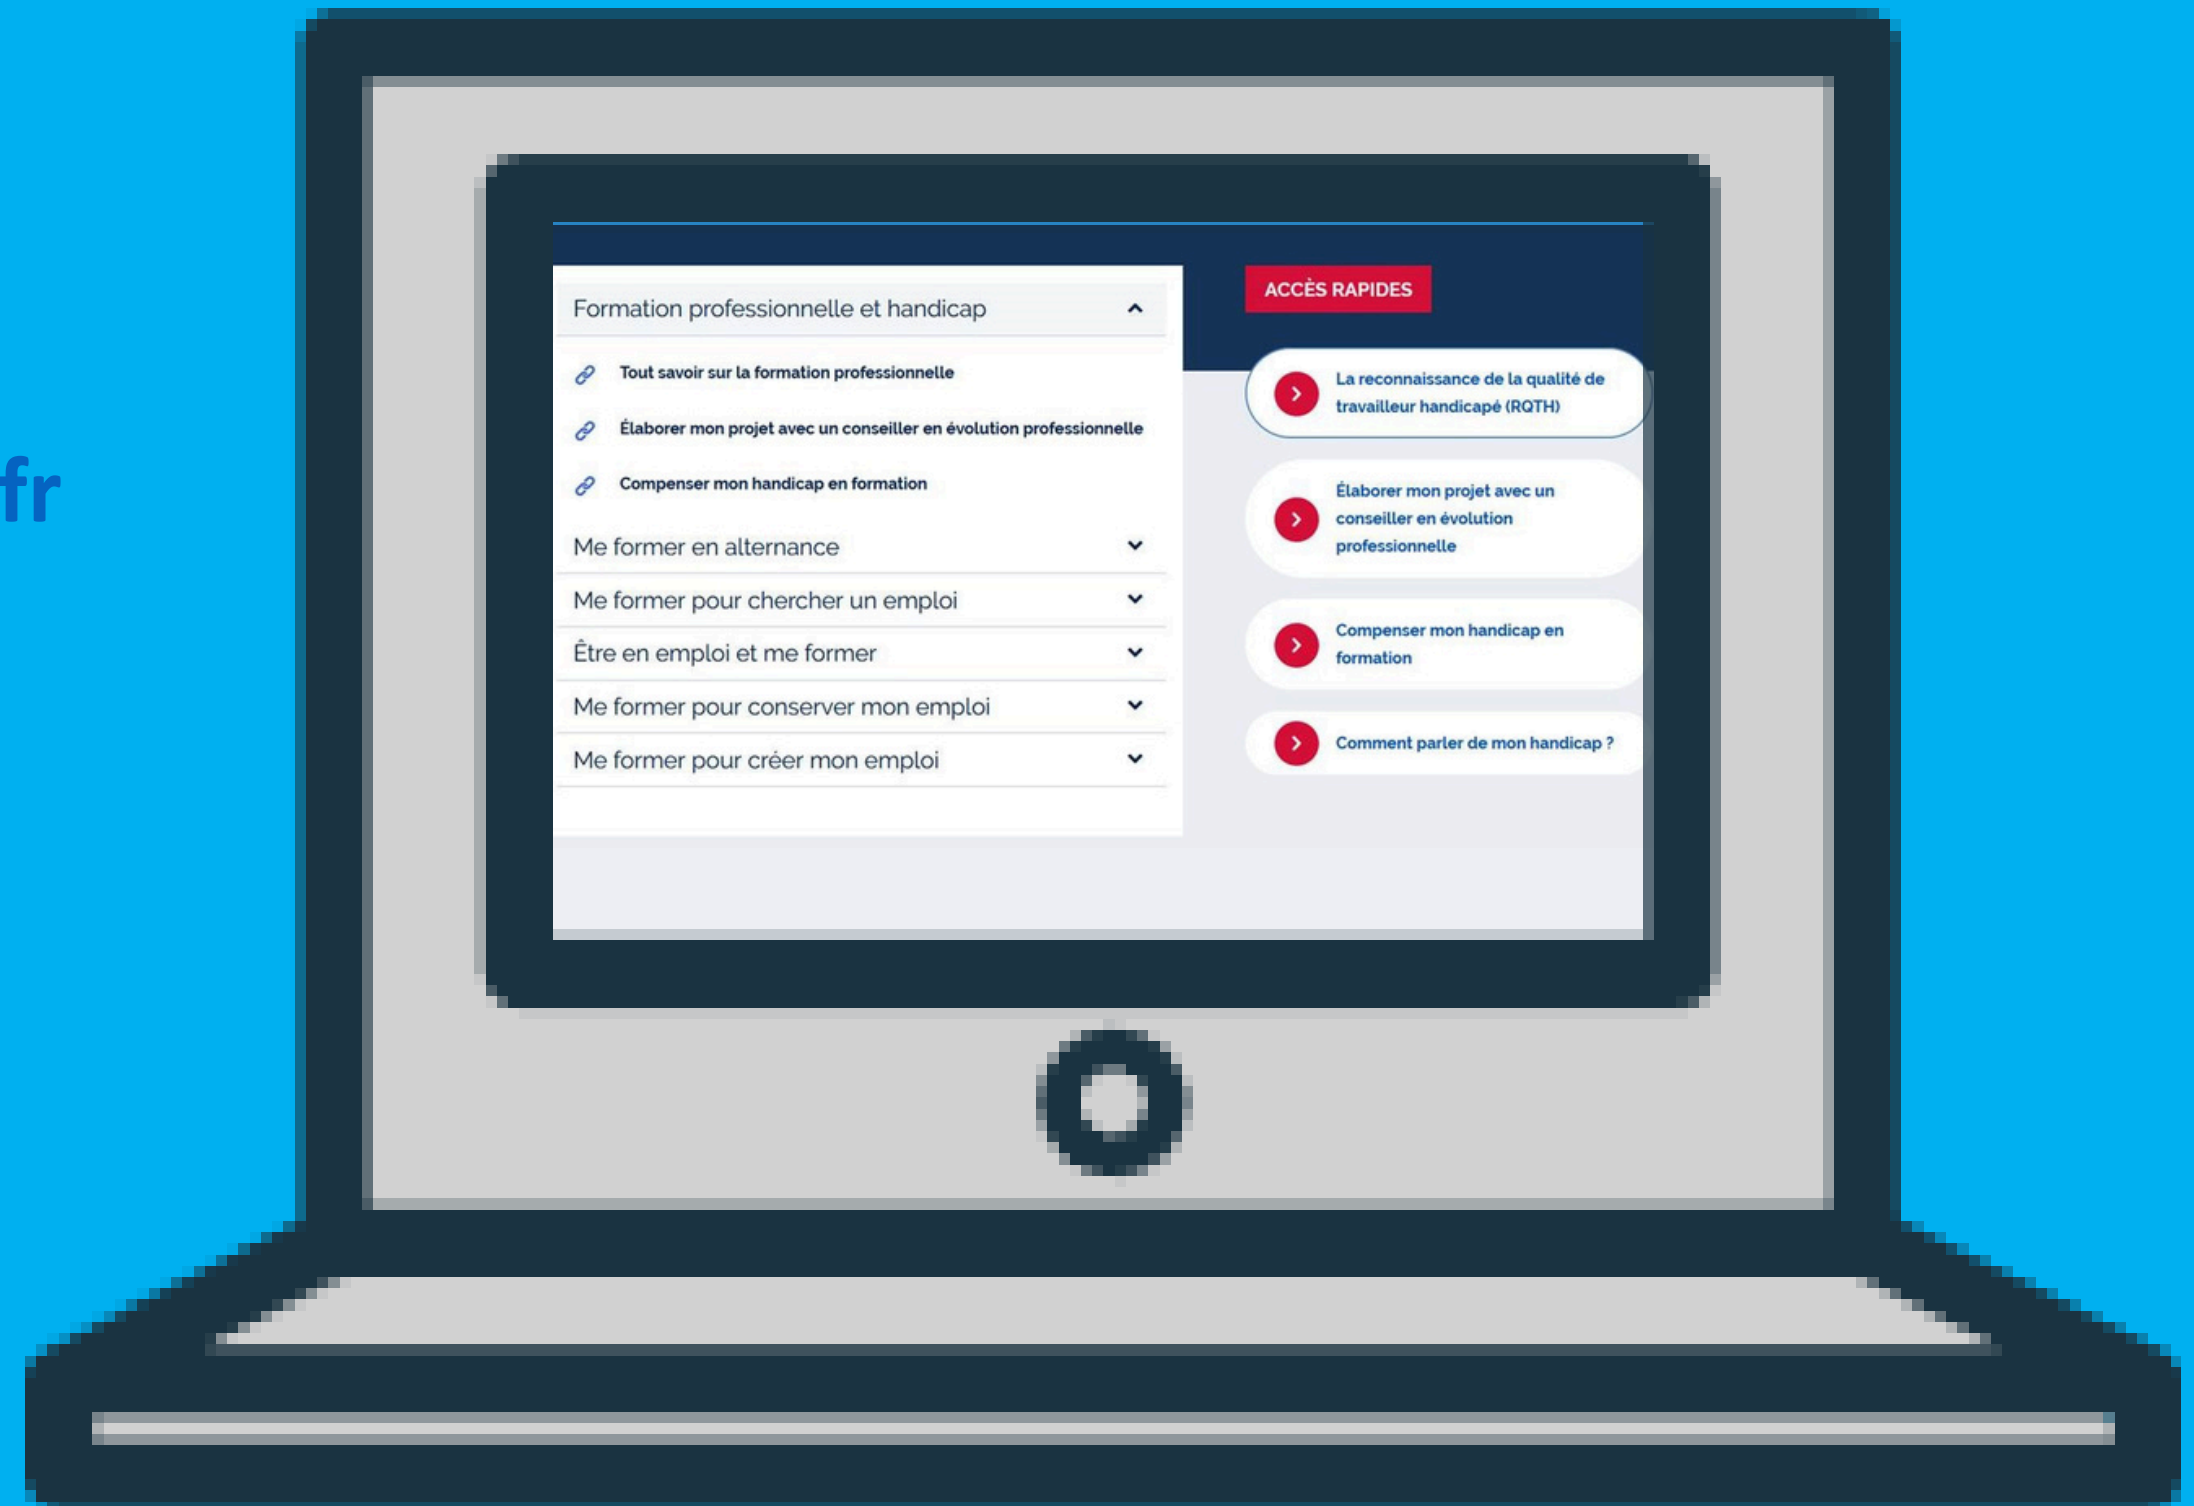 fr
Formation professionnelle et handicap
Tout savoir sur la formation professionnelle
Élaborer mon projet avec un conseiller en évolution professionnelle
Compenser mon handicap en formation
Me former en alternance
Me former pour chercher un emploi
Être en emploi et me former
Me former pour conserver mon emploi
Me former pour créer mon emploi
ACCÈS RAPIDES
La reconnaissance de la qualité de
travailleur handicapé (RQTH)
Élaborer mon projet avec un
conseiller en évolution
professionnelle
Compenser mon handicap en
formation
Comment parler de mon handicap ?